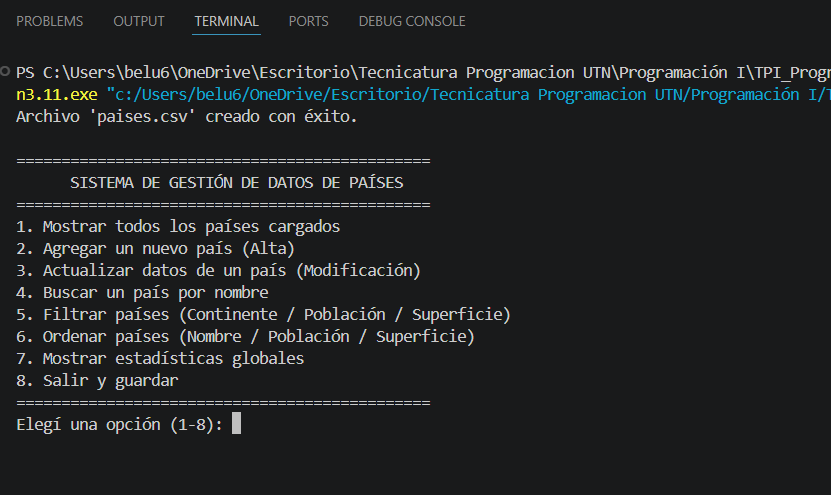 PROBLEMS OUTPUT TERMINAL PORTS DEBUG CONSOLE
PS C:\Users\belu6\OneDrive\Escritorio\Tecnicatura Programacion UTN\Programación I\TPI_Progr
n3.11.exe "c:/Users/belu6/OneDrive/Escritorio/Tecnicatura Programacion UTN/Programación I/T
Archivo 'paises.csv' creado con éxito.
==============================================
SISTEMA DE GESTIÓN DE DATOS DE PAÍSES
==============================================
1. Mostrar todos los países cargados
2. Agregar un nuevo país (Alta)
3. Actualizar datos de un país (Modificación)
4. Buscar un país por nombre
5. Filtrar países (Continente / Población / Superficie)
6. Ordenar países (Nombre / Población / Superficie)
7. Mostrar estadísticas globales
8. Salir y guardar
==============================================
Elegí una opción (1-8):